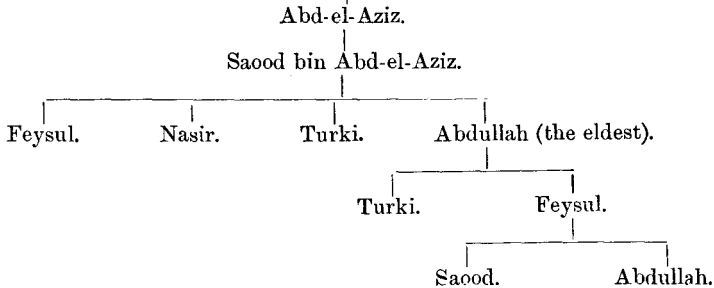 Abd-el-Aziz.
Saood bin Abd-el-Aziz.
Feysul. Nasir. Turki. Abdullah (the eldest).
Turki. Feysul.
Saood. Abdullah.